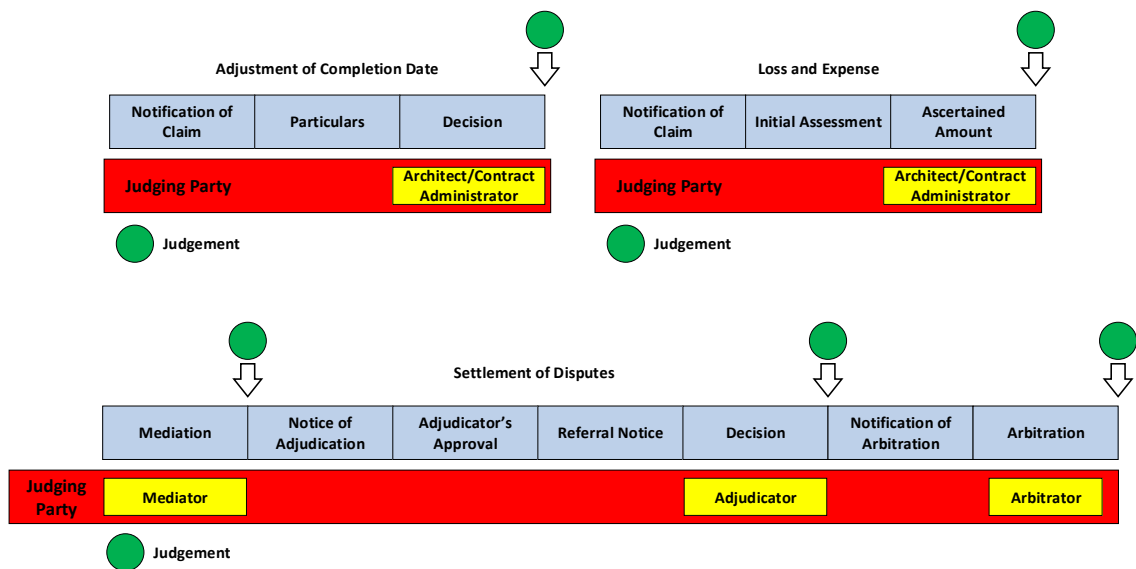 Adjustment of Completion Date
Loss and Expense
Notification of
Claim
Particulars
Decision
Notification of
Claim
Initial Assessment
Ascertained
Amount
Judging Party
Architect/Contract
Administrator
Judging Party
Architect/Contract
Administrator
Judgement
Judgement
Settlement of Disputes
Mediation
Notice of
Adjudication
Adjudicator’s
Approval
Referral Notice
Decision
Notification of
Arbitration
Arbitration
Judging
Party
Mediator
Adjudicator
Arbitrator
Judgement